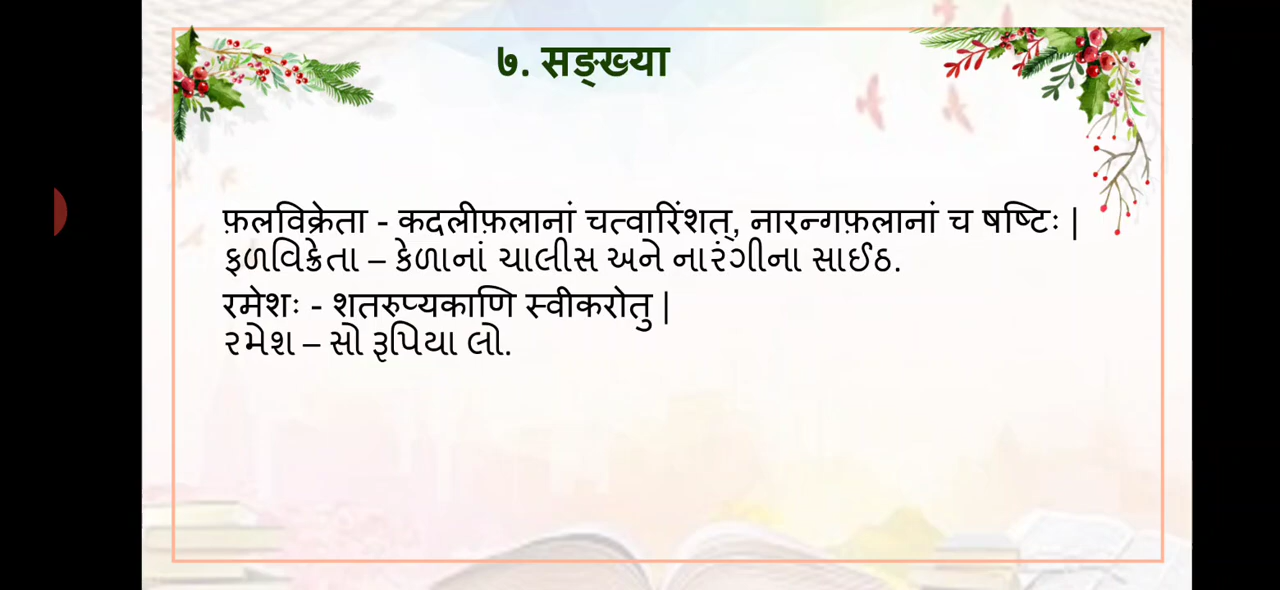 ७. सङ्ख्या
फ़लविक्रेता - कदलीफ़लानां चत्वारिंशत्, नारन्गफ़लानां च षष्टिः |
ફળવિક્રેતા – કેળાનાં ચાલીસ અને નારંગીના સાઈઠ.
रमेशः - शतरुप्यकाणि स्वीकरोतु |
રમેશ – સો રૂપિયા લો.